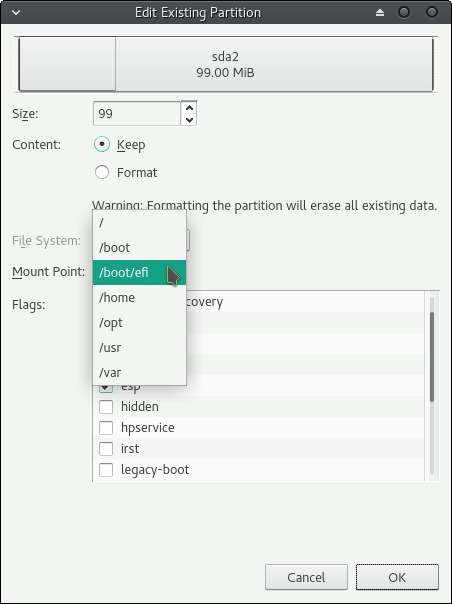 Edit Existing Partition
sda2
99.00 MiB
Size:
99
Content:
Keep
Format
Warning: Formatting the partition will erase all existing data.
File System:
Mount Point:
/
/boot
/boot/efi
/home
/opt
/usr
/var
Flags:
covery
esp
hidden
hpservice
irst
legacy-boot
Cancel
OK